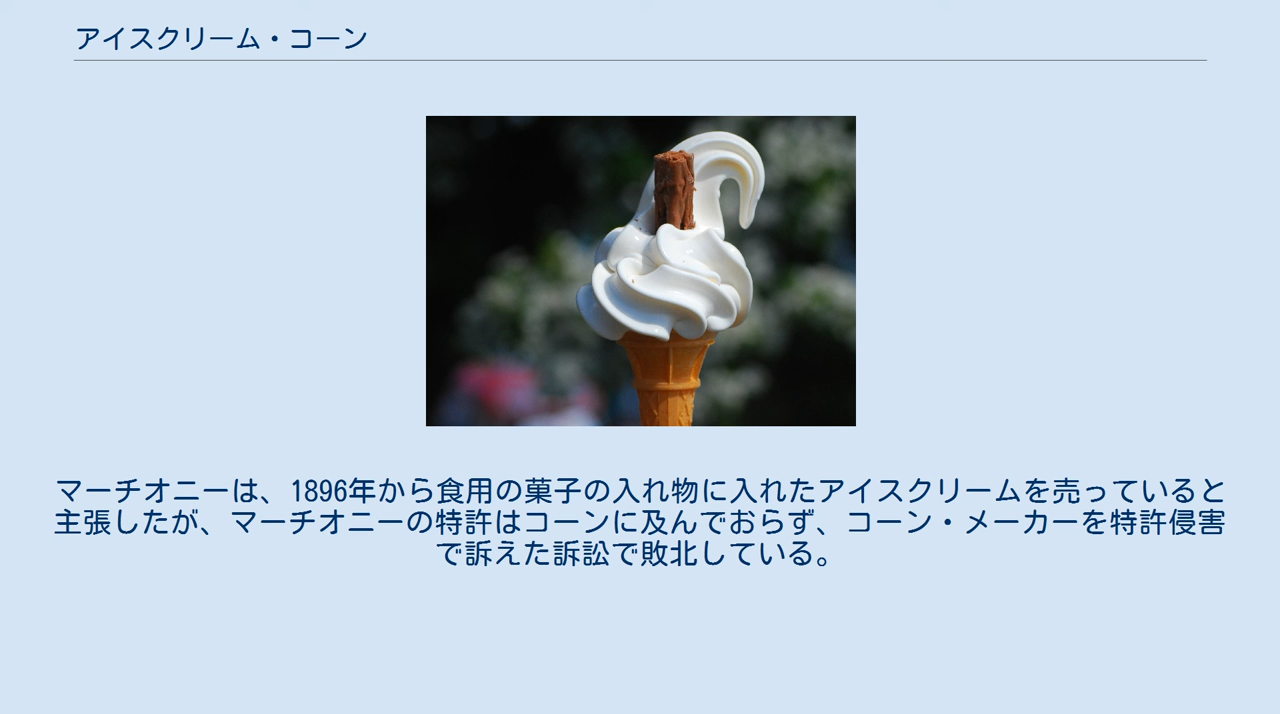 アイスクリーム・コーン
マーチオニーは、1896年から食用の菓子の入れ物に入れたアイスクリームを売っていると
主張したが、マーチオニーの特許はコーンに及んでおらず、コーン・メーカーを特許侵害
で訴えた訴訟で敗北している。